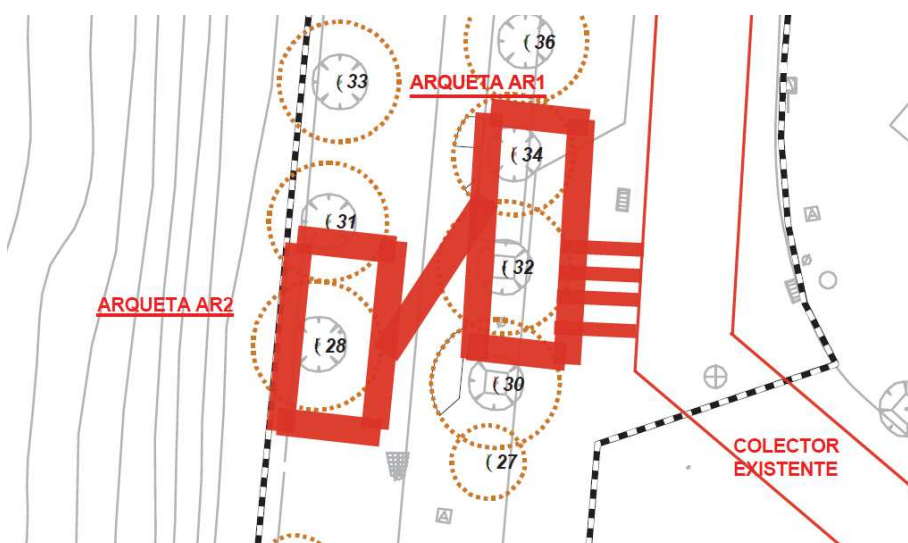 ( 36
( 33
ARQUETA AR1
( 34
( 31
( 32
ARQUETA AR2
( 28
( 30
COLECTOR
EXISTENTE
( 27
A
A